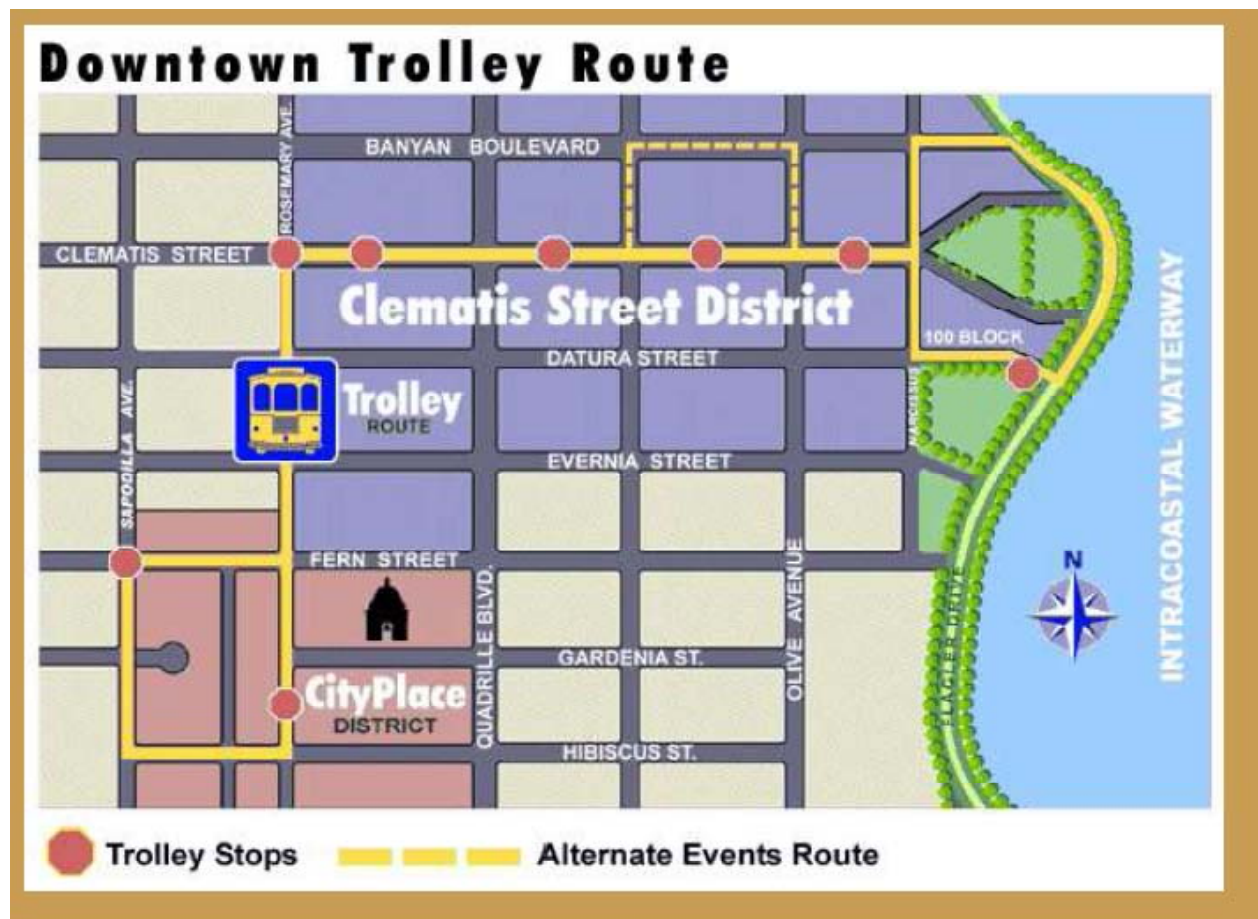 Downtown Trolley Route
ROSEMARY AVE.
BANYAN BOULEVARD
CLEMATIS STREET
Clematis Street District
100 BLOCK
DATURA STREET
NARCISSUS
SAPODILLA AVE.
Trolley
ROUTE
EVERNIA STREET
INTRACOASTAL WATERWAY
FERN STREET
N
OLIVE AVENUE
QUADRILLE BLVD.
FLAGLER DRIVE
GARDENIA ST.
CityPlace
DISTRICT
HIBISCUS ST.
Trolley Stops
Alternate Events Route